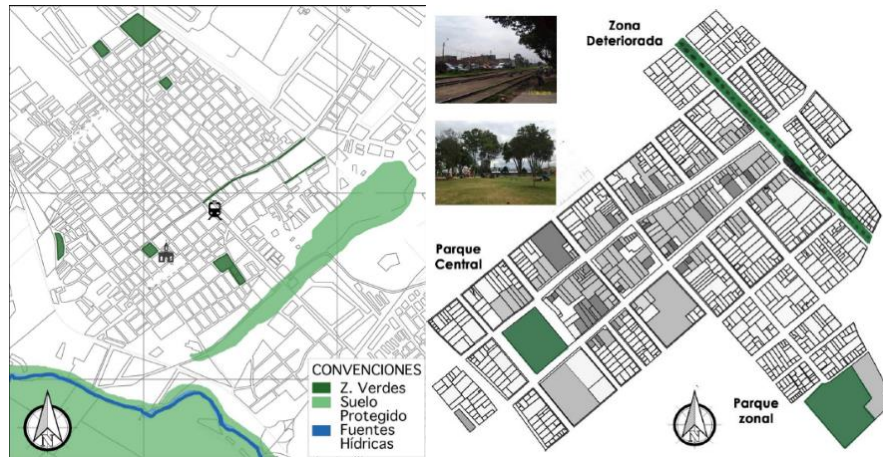 CONVENCIONES
Z. Verdes
Suelo
Protegido
Fuentes
Hídricas
N
Zona
Deteriorada
Parque
Central
Parque
zonal
N